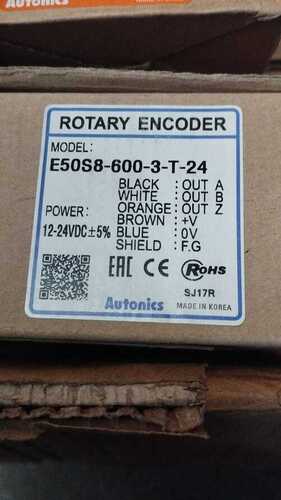 Autonics
ROTARY ENCODER
MODEL:
E50S8-600-3-T-24
BLACK : OUT A
WHITE : OUT B
POWER: ORANGE : OUT Z
12-24VDC±5% BROWN : +V
BLUE : 0V
SHIELD : F.G
EAC CE RoHS
SJ17R
Autonics MADE IN KOREA